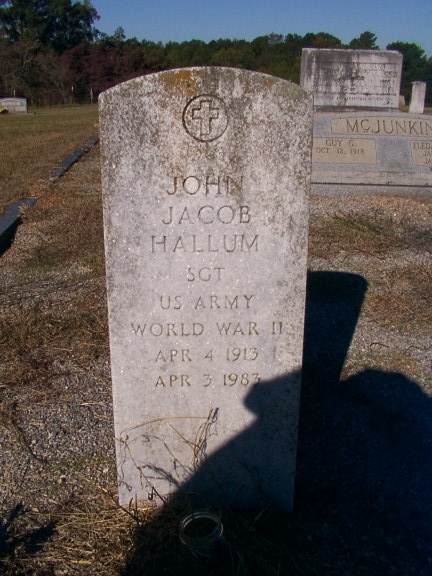 JOHN
JACOB
HALLUM
SGT
US ARMY
WORLD WAR II
APR 4 1913
APR 3 1983
MCJUNKIN
GUY G.
OCT 12, 1918